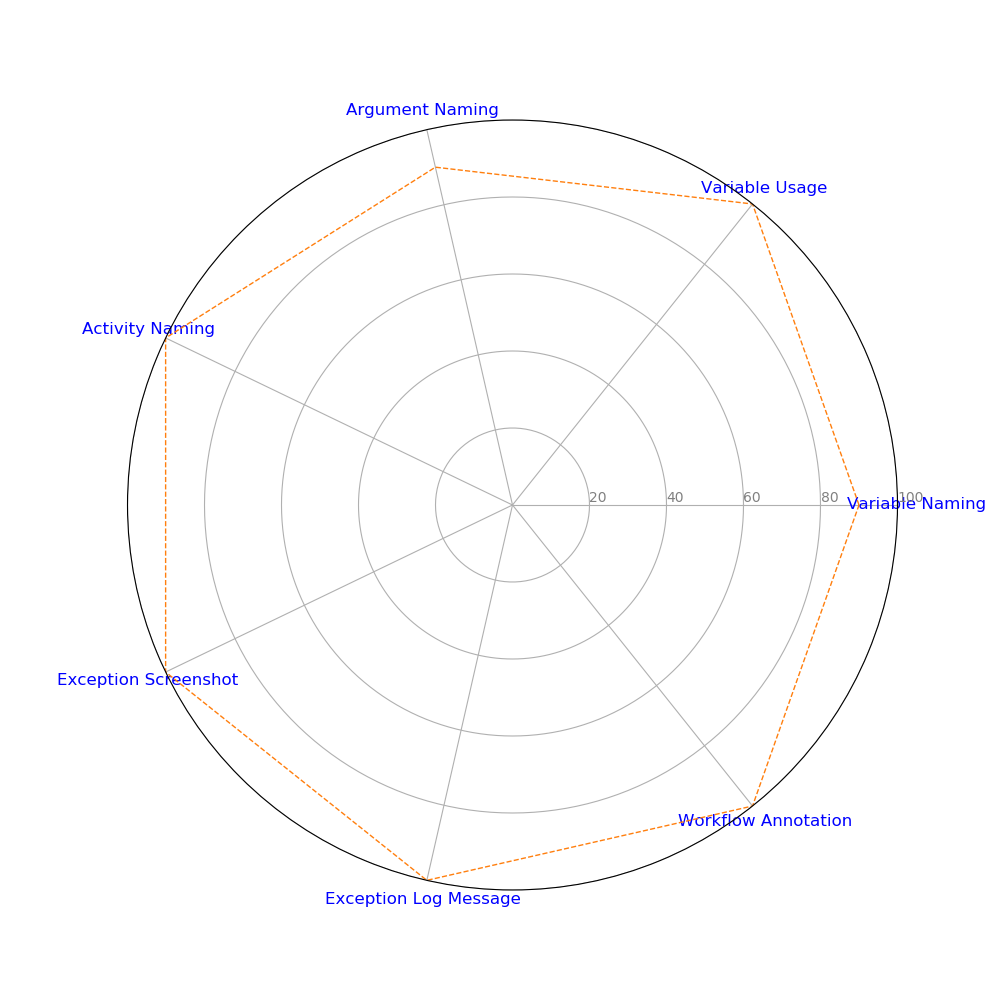 Argument Naming
Variable Usage
Activity Naming
20
40
60
80
100
Variable Naming
Exception Screenshot
Workflow Annotation
Exception Log Message